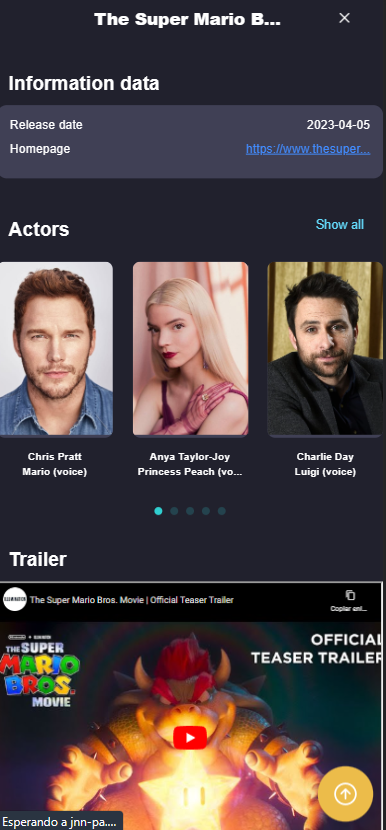 The Super Mario B...
Information data
Release date 2023-04-05
Homepage https://www.thesuper...
Actors Show all
Chris Pratt
Mario (voice)
Anya Taylor-Joy
Princess Peach (vo...
Charlie Day
Luigi (voice)
Trailer
ILLUMINATION
The Super Mario Bros. Movie | Official Teaser Trailer
Copiar enl...
Nintendo
THE SUPER
MARIO
BROS.
MOVIE
OFFICIAL
TEASER TRAILER
Esperando a jnn-pa....